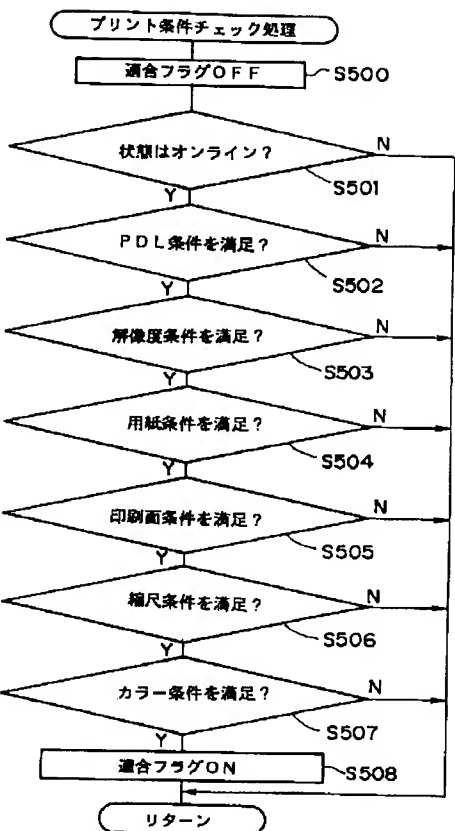 プリント条件チェック処理
適合フラグOFF
S500
状態はオンライン？
N
S501
Y
PDL条件を満足？
N
S502
Y
解像度条件を満足？
N
S503
Y
用紙条件を満足？
N
S504
Y
印刷面条件を満足？
N
S505
Y
縮尺条件を満足？
N
S506
Y
カラー条件を満足？
N
S507
Y
適合フラグON
S508
リターン